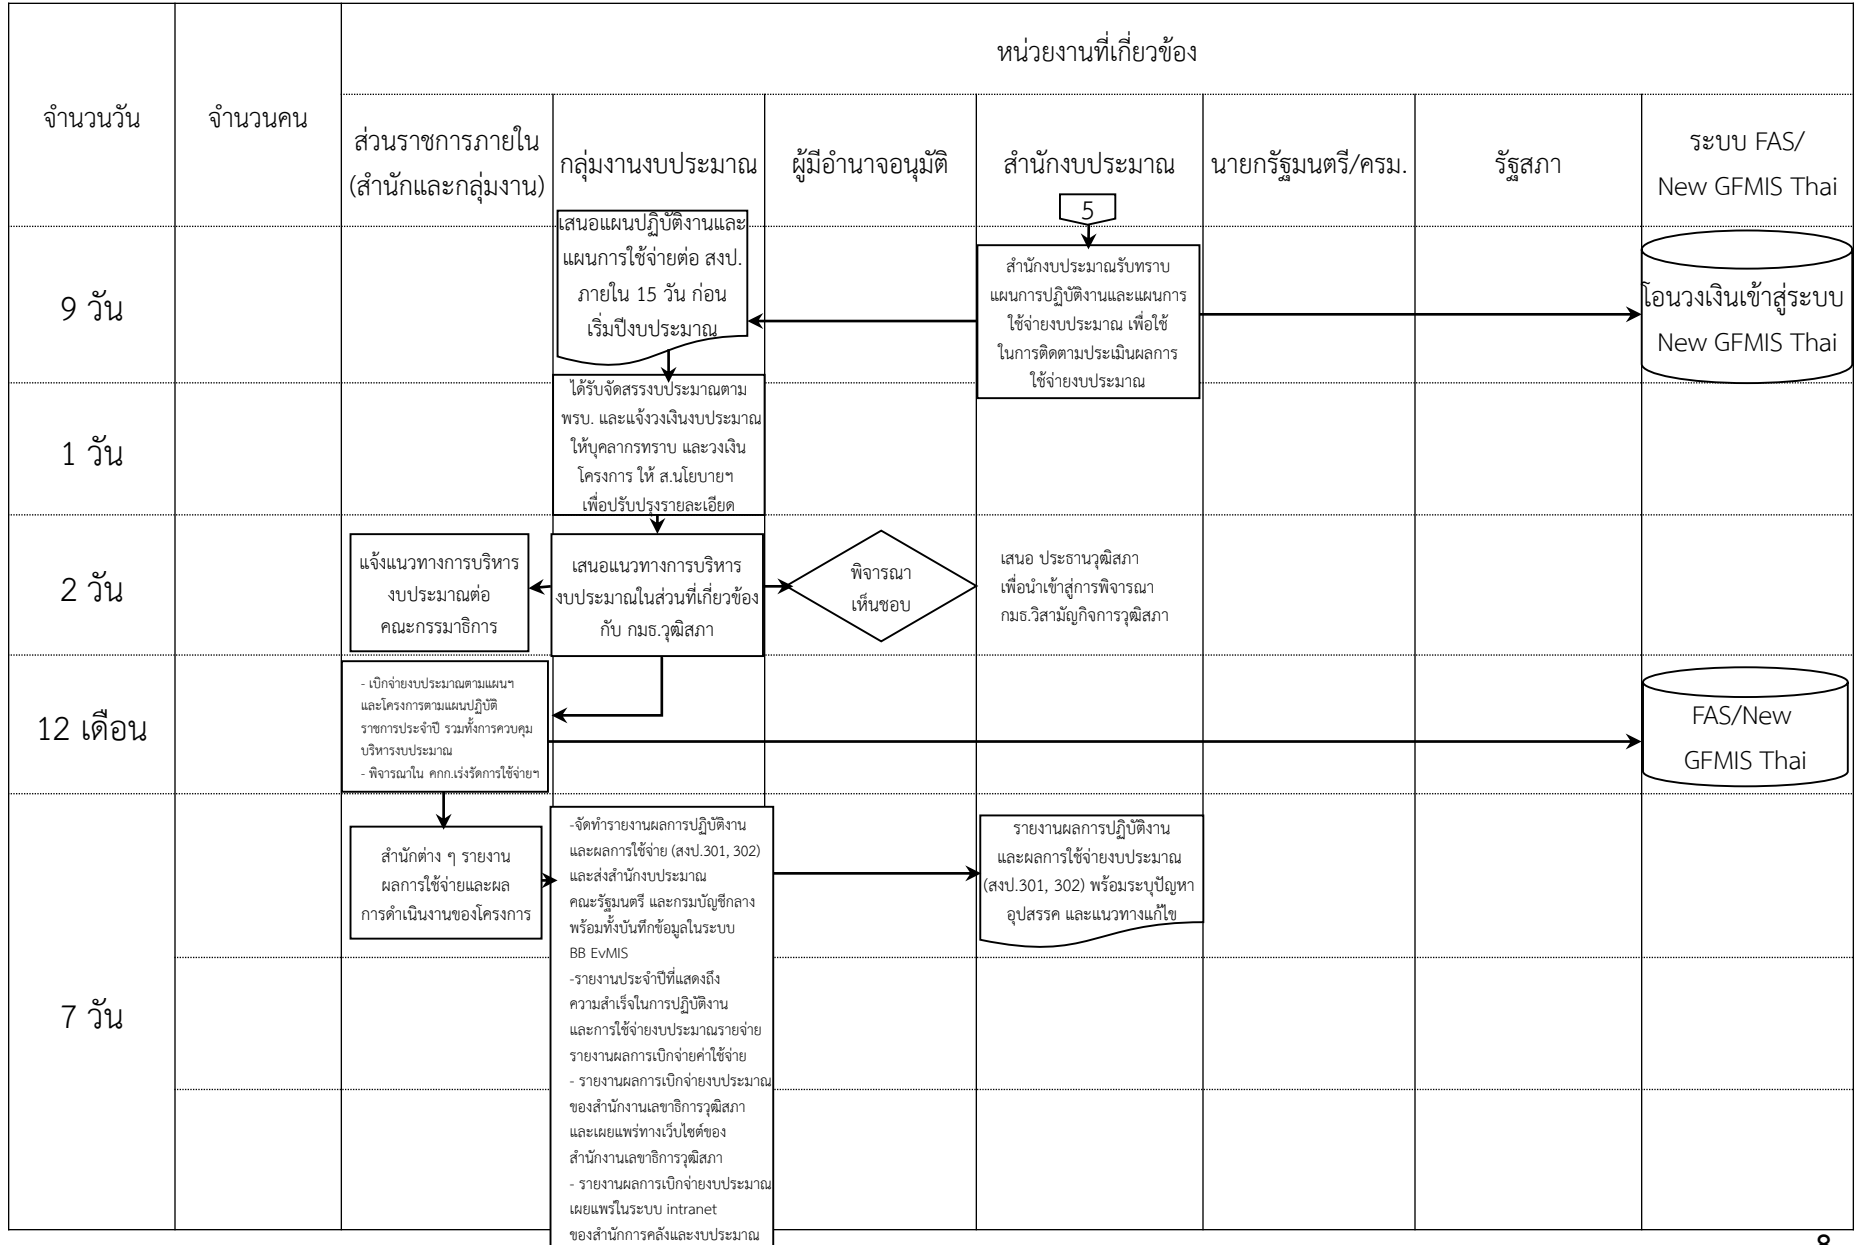 หน่วยงานที่เกี่ยวข้อง
จำนวนวัน
จำนวนคน
ส่วนราชการภายใน
(สำนักและกลุ่มงาน)
กลุ่มงานงบประมาณ
ผู้มีอำนาจอนุมัติ
สำนักงบประมาณ
นายกรัฐมนตรี/ครม.
รัฐสภา
ระบบ FAS/
New GFMIS Thai
5
9 วัน
เสนอแผนปฏิบัติงานและ
แผนการใช้จ่ายต่อ สงป.
ภายใน 15 วัน ก่อน
เริ่มปีงบประมาณ
สำนักงบประมาณรับทราบ
แผนการปฏิบัติงานและแผนการ
ใช้จ่ายงบประมาณ เพื่อใช้
ในการติดตามประเมินผลการ
ใช้จ่ายงบประมาณ
โอนวงเงินเข้าสู่ระบบ
New GFMIS Thai
1 วัน
ได้รับจัดสรรงบประมาณตาม
พรบ. และแจ้งวงเงินงบประมาณ
ให้บุคลากรทราบ และวงเงิน
โครงการ ให้ ส.นโยบายฯ
เพื่อปรับปรุงรายละเอียด
2 วัน
แจ้งแนวทางการบริหาร
งบประมาณต่อ
คณะกรรมาธิการ
เสนอแนวทางการบริหาร
งบประมาณในส่วนที่เกี่ยวข้อง
กับ กมธ.วุฒิสภา
พิจารณา
เห็นชอบ
เสนอ ประธานวุฒิสภา
เพื่อนำเข้าสู่การพิจารณา
กมธ.วิสามัญกิจการวุฒิสภา
12 เดือน
- เบิกจ่ายงบประมาณตามแผนฯ
และโครงการตามแผนปฏิบัติ
ราชการประจำปี รวมทั้งการควบคุม
บริหารงบประมาณ
- พิจารณาใน คกก.เร่งรัดการใช้จ่ายฯ
FAS/New
GFMIS Thai
7 วัน
สำนักต่าง ๆ รายงาน
ผลการใช้จ่ายและผล
การดำเนินงานของโครงการ
-จัดทำรายงานผลการปฏิบัติงาน
และผลการใช้จ่าย (สงป.301, 302)
และส่งสำนักงบประมาณ
คณะรัฐมนตรี และกรมบัญชีกลาง
พร้อมทั้งบันทึกข้อมูลในระบบ
BB EvMIS
-รายงานประจำปีที่แสดงถึง
ความสำเร็จในการปฏิบัติงาน
และการใช้จ่ายงบประมาณรายจ่าย
รายงานผลการเบิกจ่ายค่าใช้จ่าย
- รายงานผลการเบิกจ่ายงบประมาณ
ของสำนักงานเลขาธิการวุฒิสภา
และเผยแพร่ทางเว็บไซต์ของ
สำนักงานเลขาธิการวุฒิสภา
- รายงานผลการเบิกจ่ายงบประมาณ
เผยแพร่ในระบบ intranet
ของสำนักการคลังและงบประมาณ
รายงานผลการปฏิบัติงาน
และผลการใช้จ่ายงบประมาณ
(สงป.301, 302) พร้อมระบุปัญหา
อุปสรรค และแนวทางแก้ไข